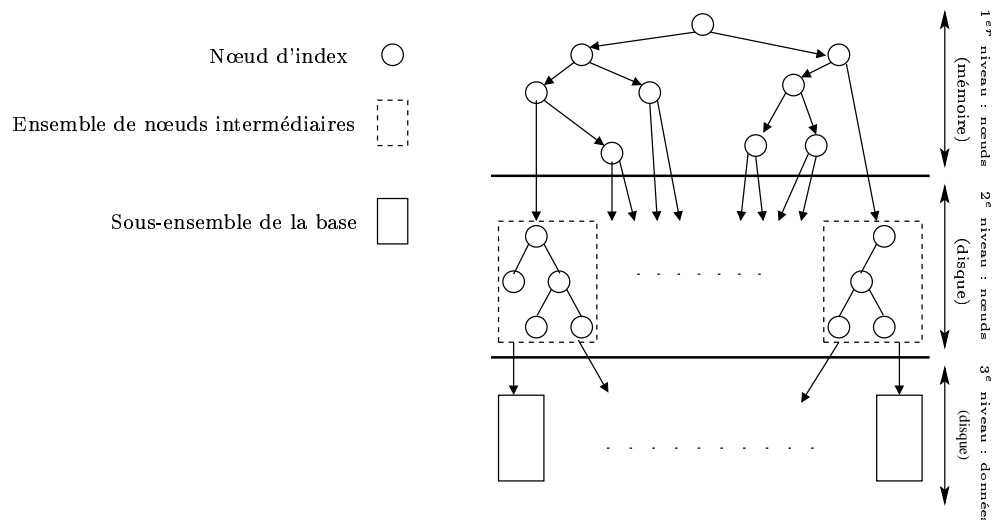 Nœud d'index
Ensemble de nœuds intermédiaires
Sous-ensemble de la base
1er niveau : nœuds
(mémoire)
2e niveau : nœuds
(disque)
3e niveau : données
(disque)